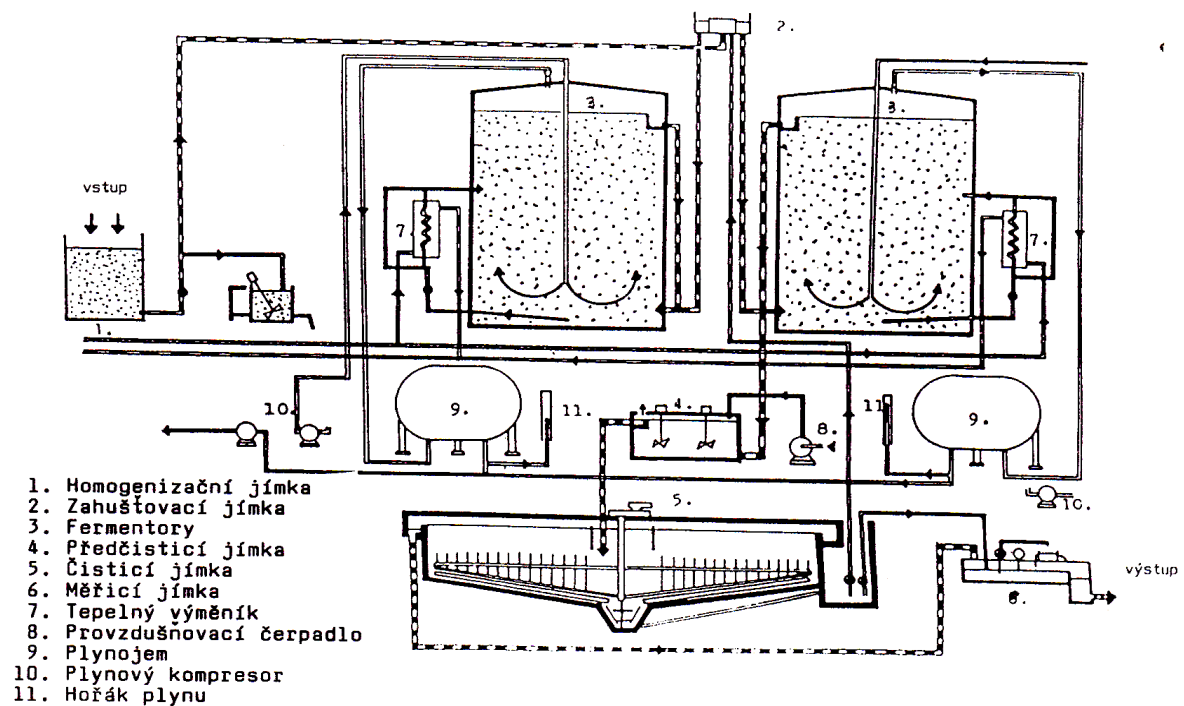 2.
3.
3.
vstup
7.
7.
1.
10.
9.
11.
4.
8.
11
9.
5.
10.
výstup
6.
1. Homogenizační jímka
2. Zahušťovací jímka
3. Fermentory
4. Předčisticí jímka
5. Čisticí jímka
6. Měřicí jímka
7. Tepelný výměník
8. Provzdušňovací čerpadlo
9. Plynojem
10. Plynový kompresor
11. Hořák plynu